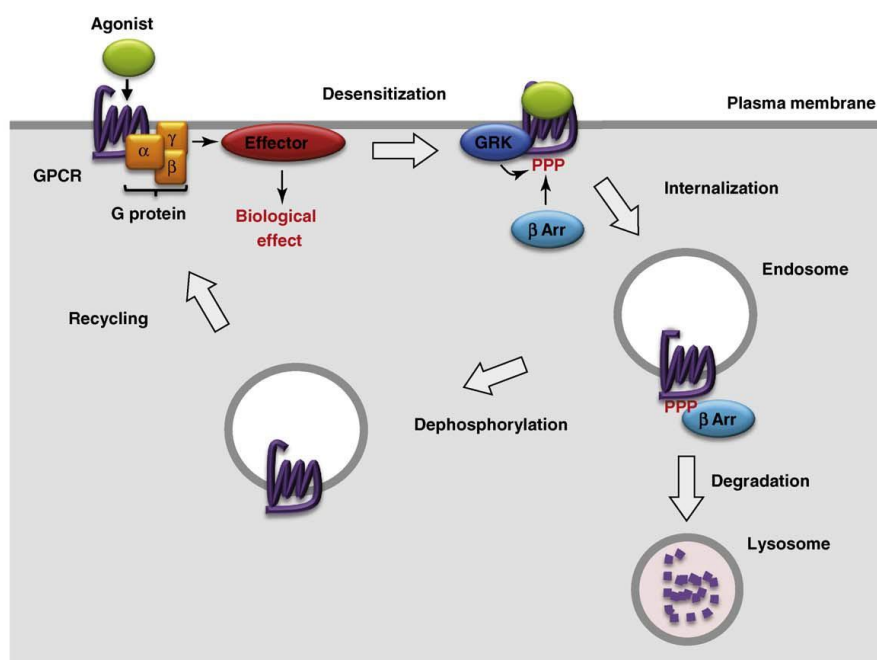 Agonist
Desensitization
Plasma membrane
GPCR
α
γ
β
Effector
GRK
PPP
G protein
Biological
effect
β Arr
Internalization
Endosome
Recycling
PPP
β Arr
Dephosphorylation
Degradation
Lysosome